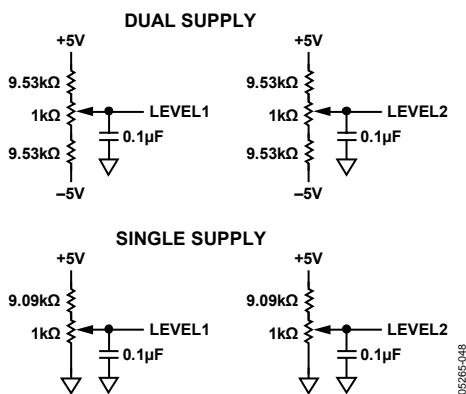 DUAL SUPPLY
+5V
+5V
9.53kΩ
9.53kΩ
1kΩ
LEVEL1
1kΩ
LEVEL2
0.1µF
0.1µF
9.53kΩ
9.53kΩ
–5V
–5V
SINGLE SUPPLY
+5V
+5V
9.09kΩ
9.09kΩ
1kΩ
LEVEL1
1kΩ
LEVEL2
0.1µF
0.1µF
05265-048